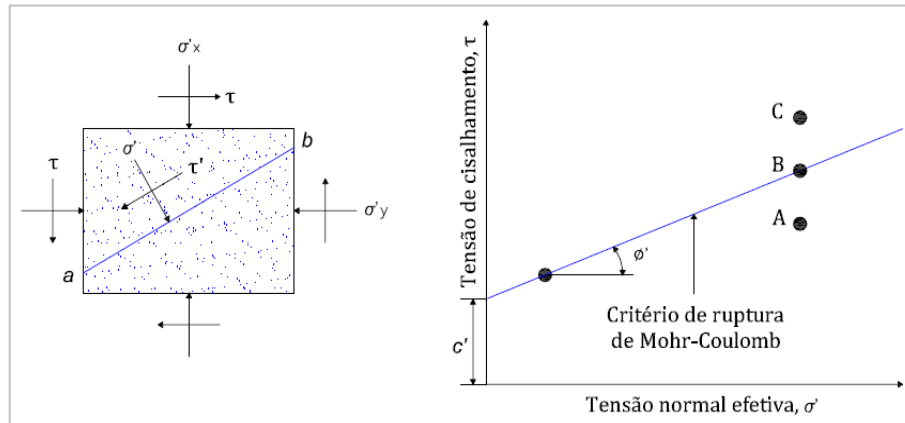 σ'x
τ
τ
σ'
τ'
b
σ'y
a
Tensão de cisalhamento, τ
C
B
A
ø'
c'
Critério de ruptura
de Mohr-Coulomb
Tensão normal efetiva, σ'